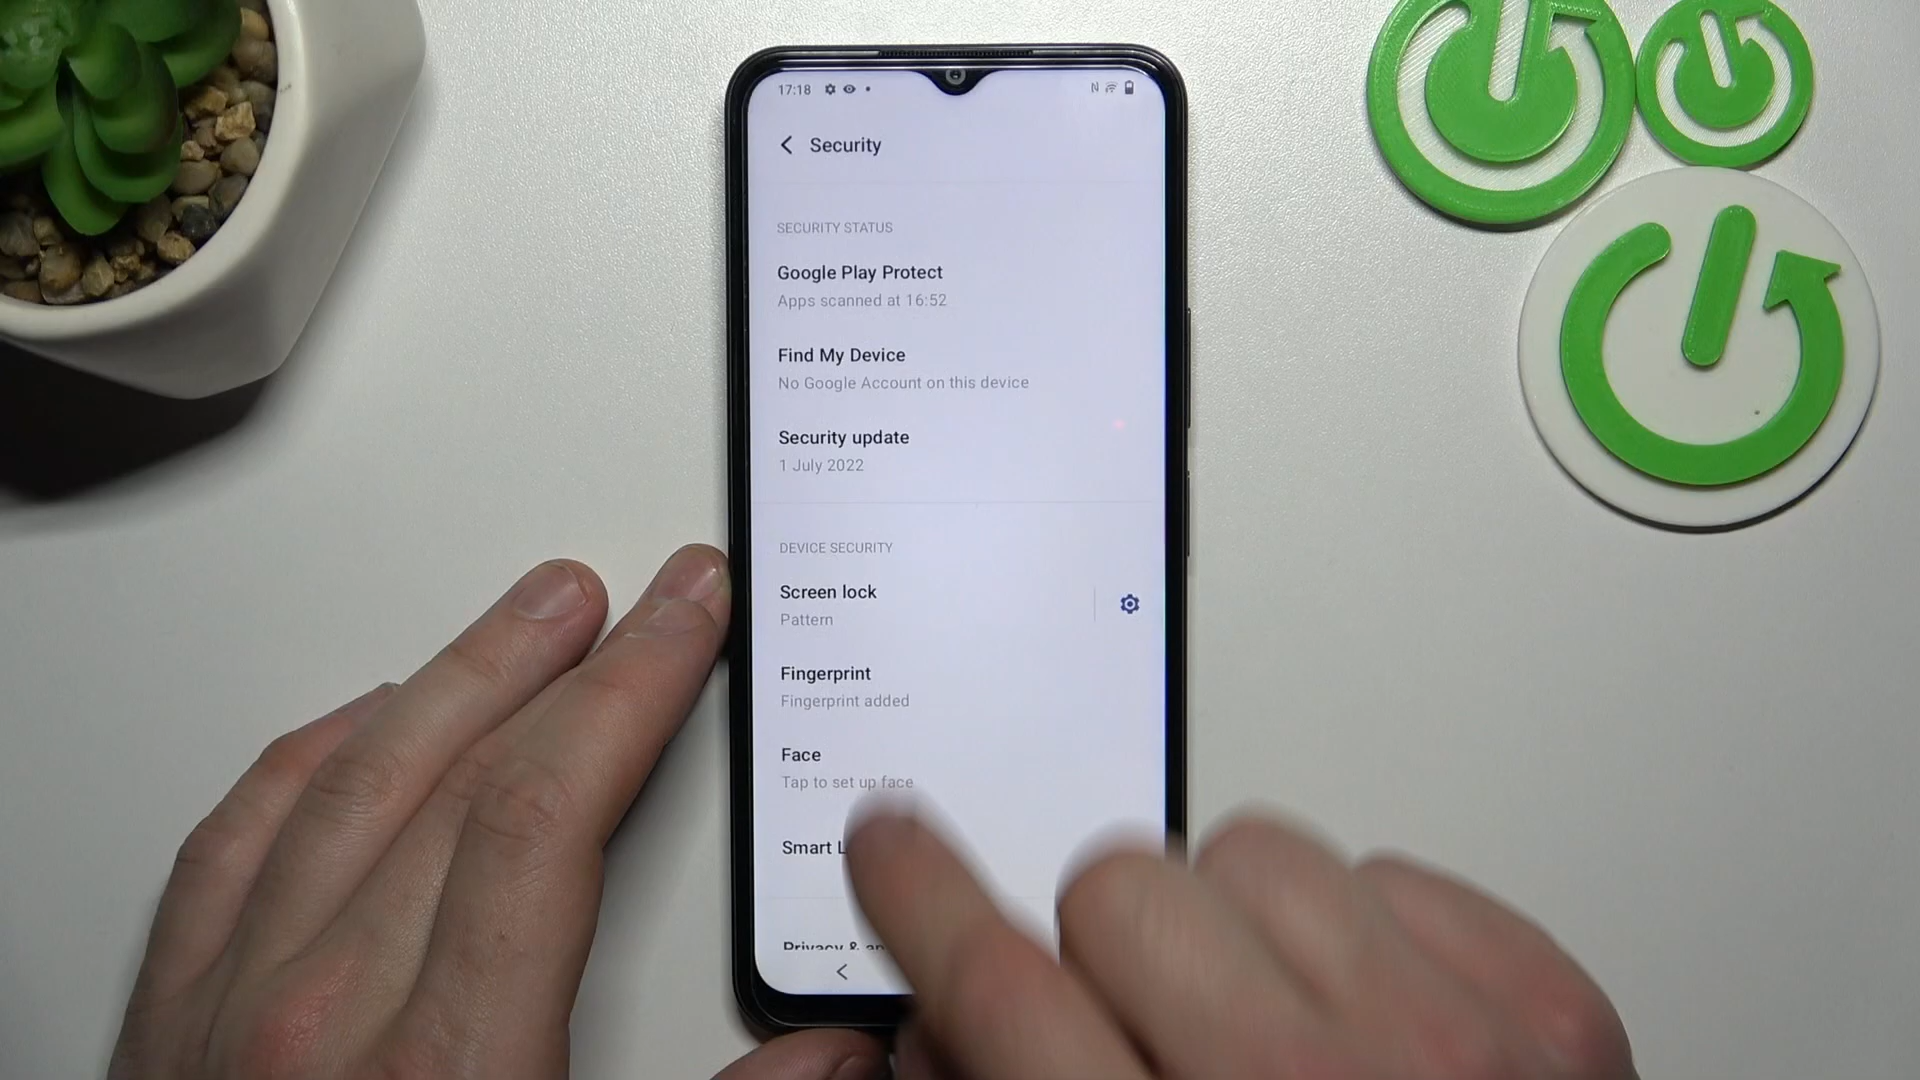 17:18
Security
SECURITY STATUS
Google Play Protect
Apps scanned at 16:52
Find My Device
No Google Account on this device
Security update
1 July 2022
DEVICE SECURITY
Screen lock
Pattern
Fingerprint
Fingerprint added
Face
Tap to set up face
Smart
Privacy &